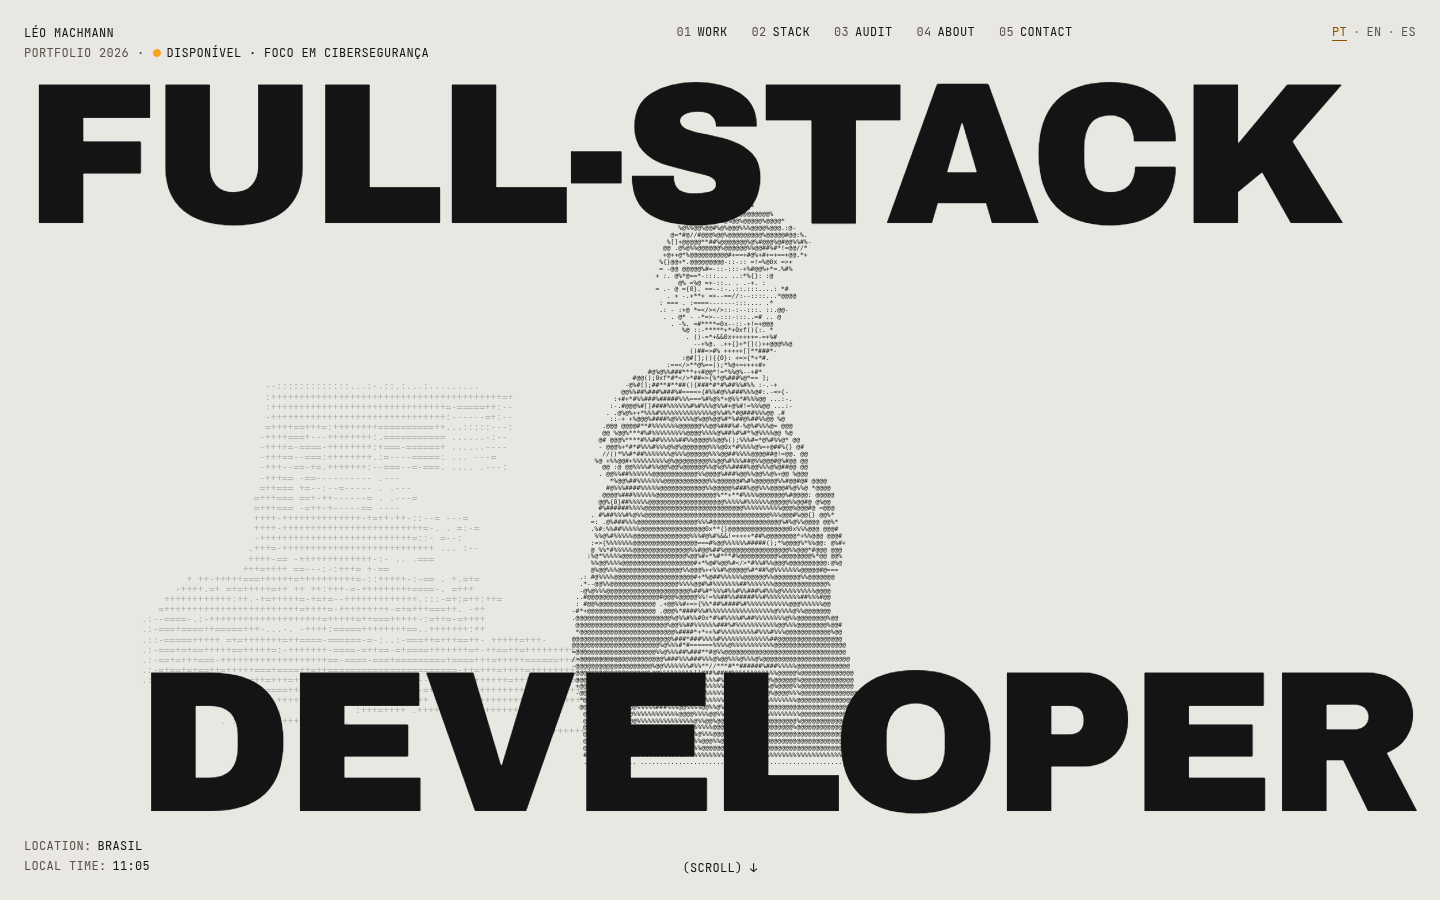 LÉO MACHMANN
PORTFOLIO 2026 · DISPONÍVEL · FOCO EM CIBERSEGURANÇA
01 WORK 02 STACK 03 AUDIT 04 ABOUT 05 CONTACT
PT · EN · ES
FULL-STACK
DEVELOPER
LOCATION: BRASIL
LOCAL TIME: 11:05
(SCROLL) ↓